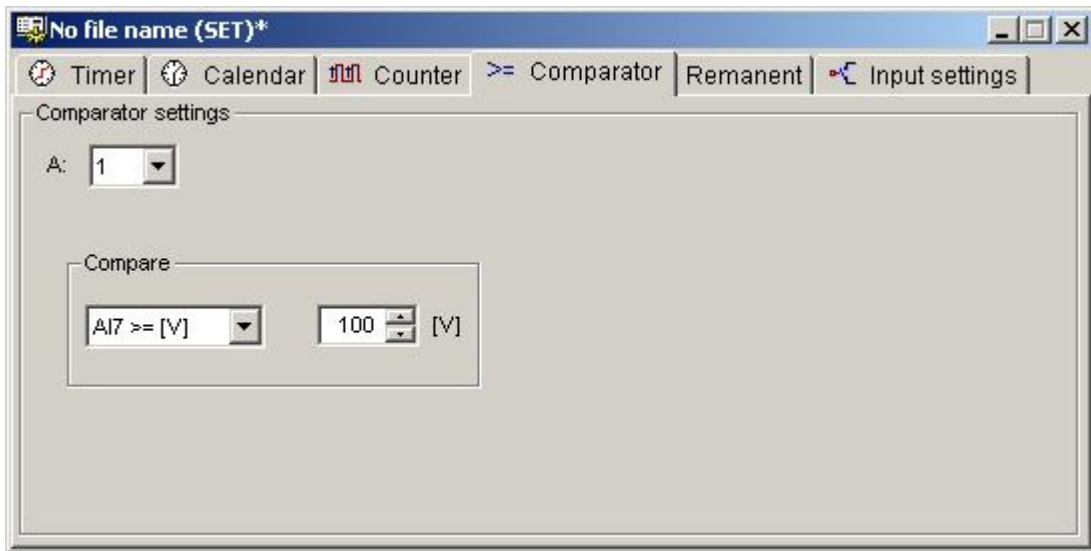 No file name (SET)*
Timer Calendar Counter >= Comparator Remanent Input settings
Comparator settings
A: 1
Compare
AI7 >= [V] 100 [V]